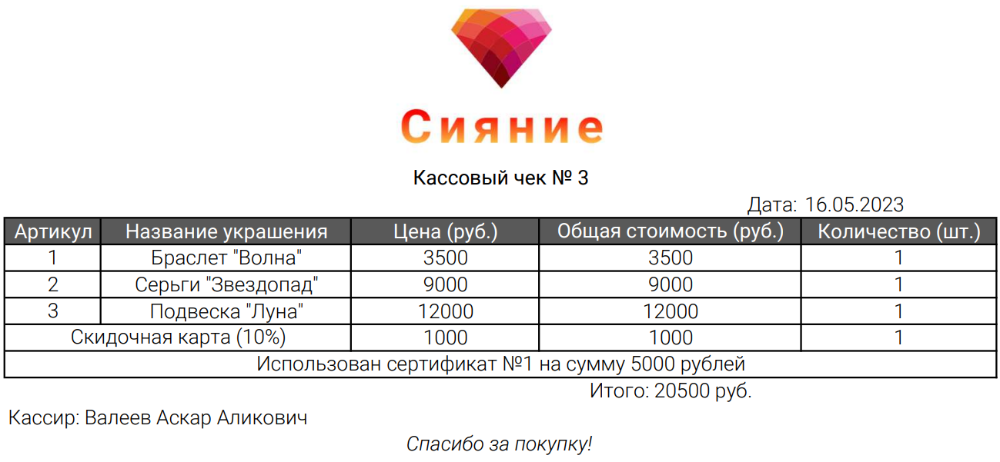 Сияние
Кассовый чек № 3
Дата: 16.05.2023
Артикул Название украшения Цена (руб.) Общая стоимость (руб.) Количество (шт.)
1 Браслет "Волна" 3500 3500 1
2 Серьги "Звездопад" 9000 9000 1
3 Подвеска "Луна" 12000 12000 1
Скидочная карта (10%) 1000 1000 1
Использован сертификат №1 на сумму 5000 рублей
Итого: 20500 руб.
Кассир: Валеев Аскар Аликович
Спасибо за покупку!